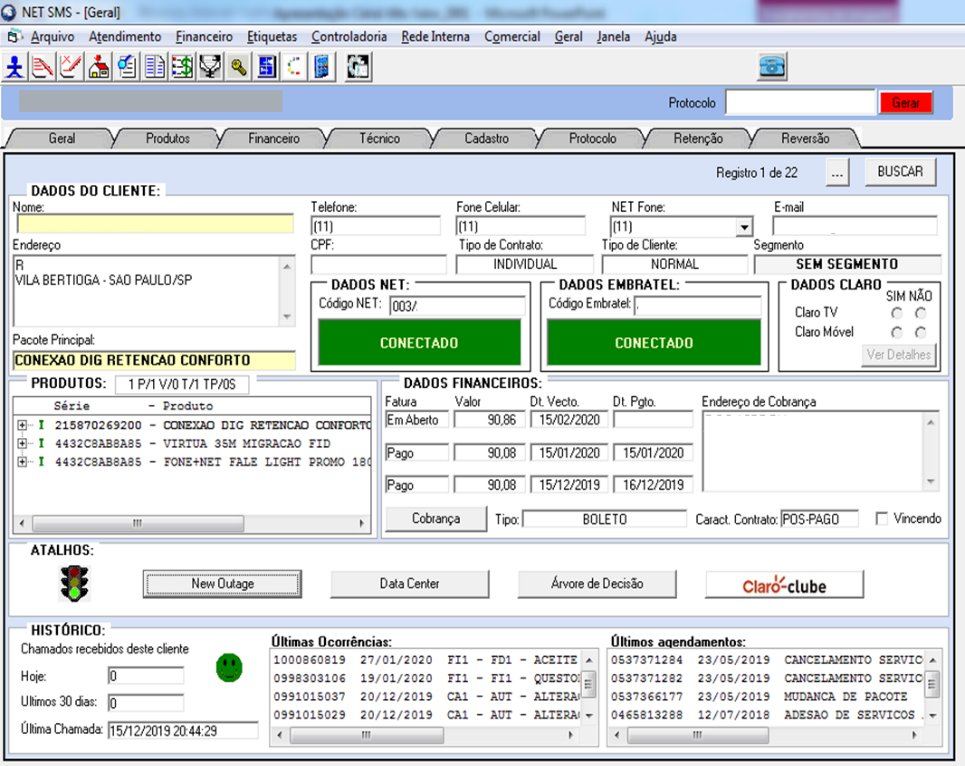 NET SMS - [Geral]
Arquivo Atendimento Financeiro Etiquetas Controladoria Rede Interna Comercial Geral Janela Ajuda
Protocolo Gerar
Geral Produtos Financeiro Técnico Cadastro Protocolo Retenção Reversão
Registro 1 de 22 ... BUSCAR
DADOS DO CLIENTE:
Nome: Telefone: Fone Celular: NET Fone: E-mail
(11) (11) (11)
Endereço CPF: Tipo de Contrato: Tipo de Cliente: Segmento
R INDIVIDUAL NORMAL SEM SEGMENTO
VILA BERTIOGA - SAO PAULO/SP
DADOS NET: DADOS EMBRATEL: DADOS CLARO
SIM NÃO
Código NET: 003/ Código Embratel: Claro TV
CONECTADO CONECTADO Claro Móvel
Ver Detalhes
Pacote Principal:
CONEXAO DIG RETENCAO CONFORTO
PRODUTOS: 1 P/1 V/0 T/1 TP/0S
Série - Produto
215870269200 - CONEXAO DIG RETENCAO CONFORTO
4432C8AB8A85 - VIRTUA 35M MIGRACAO FID
4432C8AB8A85 - FONE+NET FALE LIGHT PROMO 180
DADOS FINANCEIROS:
Fatura Valor Dt. Vecto. Dt. Pgto. Endereço de Cobrança
Em Aberto 90,86 15/02/2020
Pago 90,08 15/01/2020 15/01/2020
Pago 90,08 15/12/2019 16/12/2019
Cobrança Tipo: BOLETO Caract. Contrato: POS-PAGO Vincendo
ATALHOS:
New Outage Data Center Árvore de Decisão Claro-clube
HISTÓRICO:
Chamados recebidos deste cliente
Hoje: 0
Ultimos 30 dias: 0
Última Chamada: 15/12/2019 20:44:29
Últimas Ocorrências:
1000860819 27/01/2020 FI1 - FD1 - ACEITE
0998303106 19/01/2020 FI1 - FI1 - QUESTO
0991015037 20/12/2019 CA1 - AUT - ALTERA
0991015029 20/12/2019 CA1 - AUT - ALTERA
Últimos agendamentos:
0537371284 23/05/2019 CANCELAMENTO SERVIC
0537371282 23/05/2019 CANCELAMENTO SERVIC
0537366177 23/05/2019 MUDANCA DE PACOTE
0465813288 12/07/2018 ADESAO DE SERVICOS